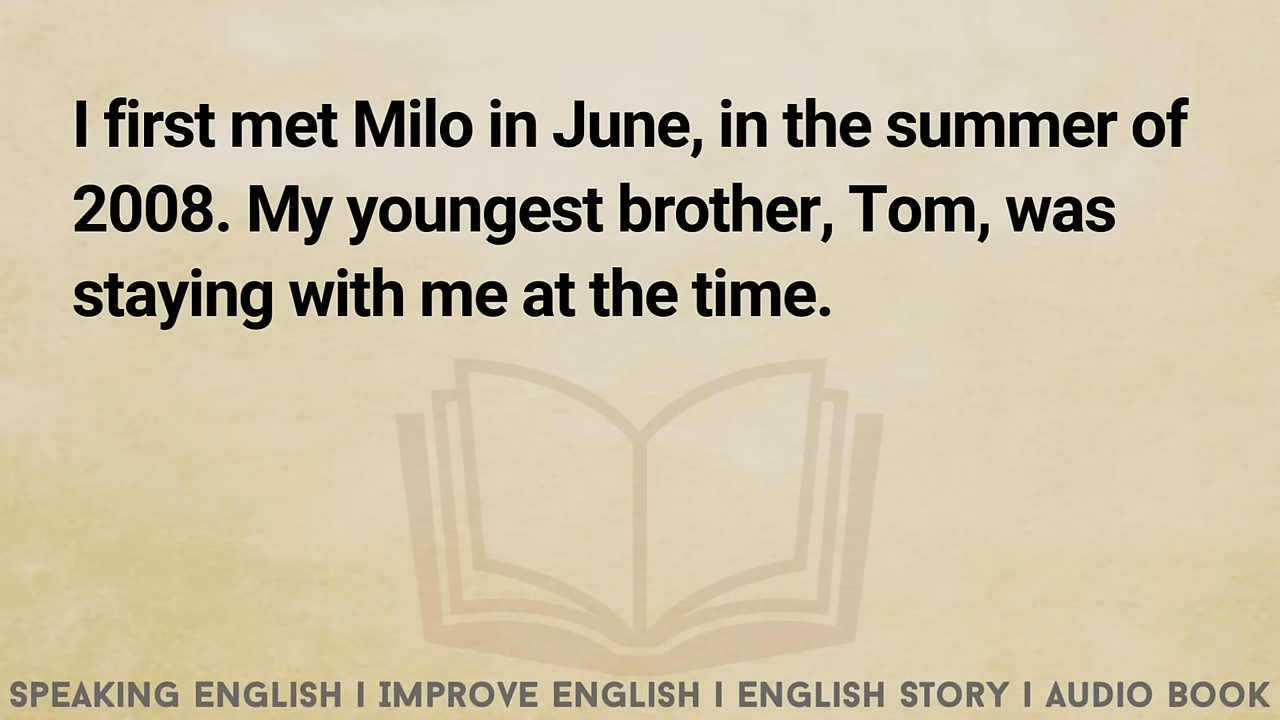 I first met Milo in June, in the summer of
2008. My youngest brother, Tom, was
staying with me at the time.
SPEAKING ENGLISH I IMPROVE ENGLISH I ENGLISH STORY I AUDIO BOOK